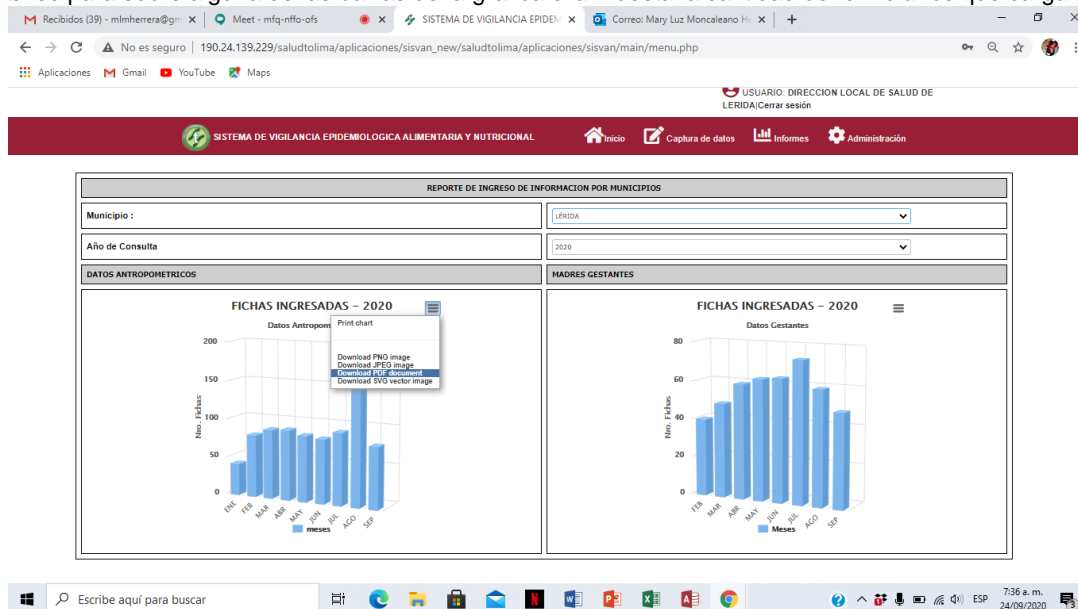 Recibidos (39) - mlmherrera@gm
Meet - mfq-nffo-ofs
SISTEMA DE VIGILANCIA EPIDEM
Correo: Mary Luz Moncaleano He
No es seguro | 190.24.139.229/saludtolima/aplicaciones/sisvan_new/saludtolima/aplicaciones/sisvan/main/menu.php
Aplicaciones Gmail YouTube Maps
USUARIO: DIRECCION LOCAL DE SALUD DE
LERIDA|Cerrar sesión
SISTEMA DE VIGILANCIA EPIDEMIOLOGICA ALIMENTARIA Y NUTRICIONAL
Inicio Captura de datos Informes Administración
REPORTE DE INGRESO DE INFORMACION POR MUNICIPIOS
Municipio : LÉRIDA
Año de Consulta 2020
DATOS ANTROPOMETRICOS MADRES GESTANTES
FICHAS INGRESADAS – 2020
Datos Antropom
Print chart
Download PNG image
Download JPEG image
Download PDF document
Download SVG vector image
Nro. Fichas
200
150
100
50
0
ENE FEB MAR ABR MAY JUN JUL AGO SEP
meses
FICHAS INGRESADAS – 2020
Datos Gestantes
Nro. Fichas
80
60
40
20
0
FEB MAR ABR MAY JUN JUL AGO SEP
Meses
Escribe aquí para buscar
ESP
7:36 a. m.
24/09/2020